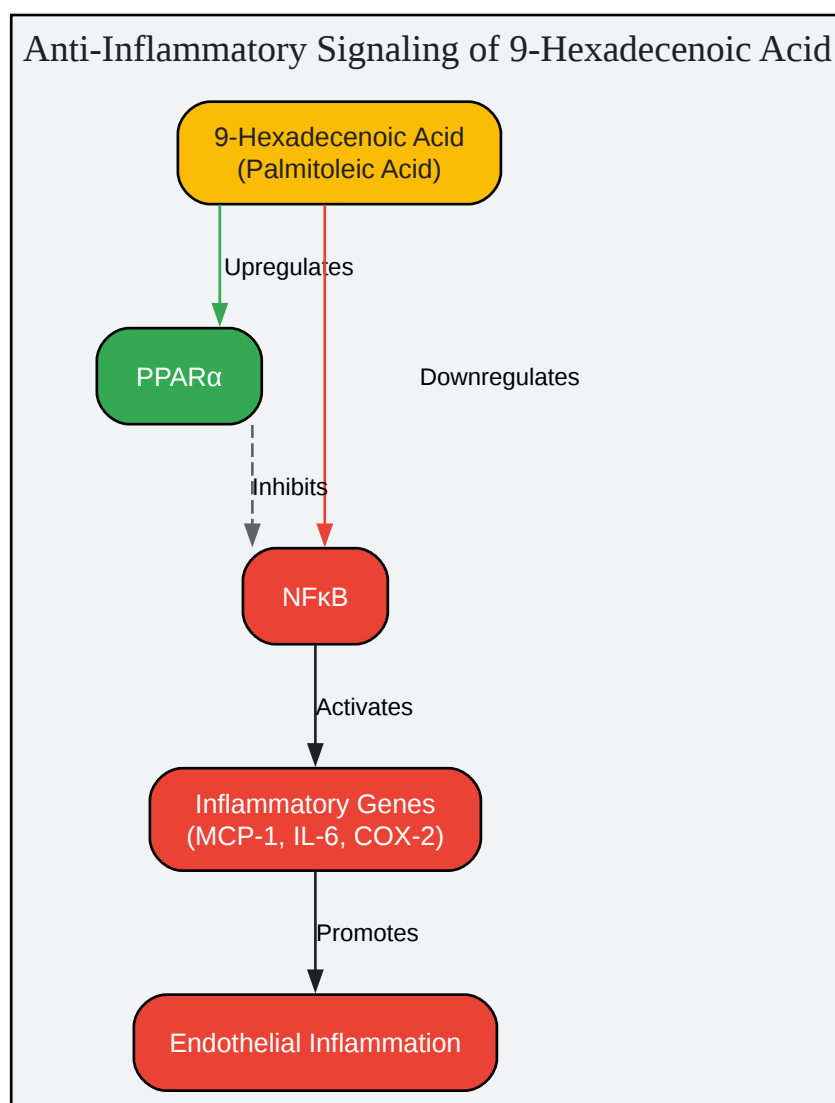 Anti-Inflammatory Signaling of 9-Hexadecenoic Acid
9-Hexadecenoic Acid
(Palmitoleic Acid)
Upregulates
PPARα
Downregulates
Inhibits
NFκB
Activates
Inflammatory Genes
(MCP-1, IL-6, COX-2)
Promotes
Endothelial Inflammation